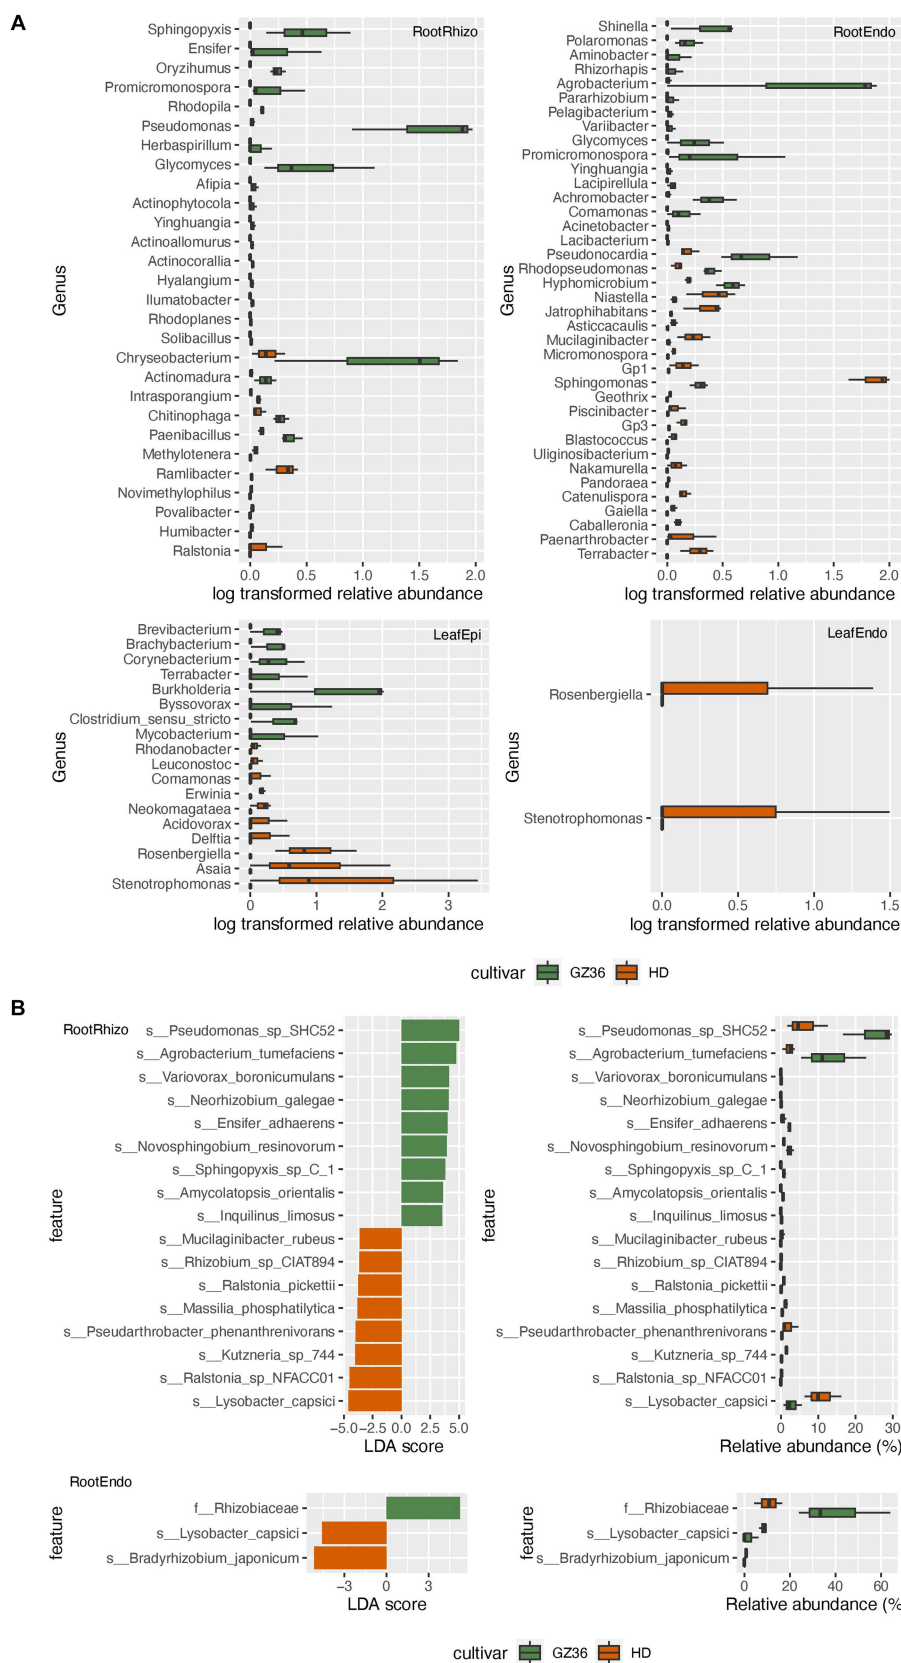 A
RootRhizo
Genus
Sphingopyxis
Ensifer
Oryzihumus
Promicromonospora
Rhodopila
Pseudomonas
Herbaspirillum
Glycomyces
Afipia
Actinophytocola
Yinghuangia
Actinoallomurus
Actinocorallia
Hyalangium
Ilumatobacter
Rhodoplanes
Solibacillus
Chryseobacterium
Actinomadura
Intrasporangium
Chitinophaga
Paenibacillus
Methylotenera
Ramlibacter
Novimethylophilus
Povalibacter
Humibacter
Ralstonia
0.0 0.5 1.0 1.5 2.0
log transformed relative abundance
RootEndo
Genus
Shinella
Polaromonas
Aminobacter
Rhizorhapis
Agrobacterium
Pararhizobium
Pelagibacterium
Variibacter
Glycomyces
Promicromonospora
Yinghuangia
Lacipirellula
Achromobacter
Comamonas
Acinetobacter
Lacibacterium
Pseudonocardia
Rhodopseudomonas
Hyphomicrobium
Niastella
Jatrophihabitans
Asticcacaulis
Mucilaginibacter
Micromonospora
Gp1
Sphingomonas
Geothrix
Piscinibacter
Gp3
Blastococcus
Uliginosibacterium
Nakamurella
Pandoraea
Catenulispora
Gaiella
Caballeronia
Paenarthrobacter
Terrabacter
0.0 0.5 1.0 1.5 2.0
log transformed relative abundance
LeafEpi
Genus
Brevibacterium
Brachybacterium
Corynebacterium
Terrabacter
Burkholderia
Byssovorax
Clostridium_sensu_stricto
Mycobacterium
Rhodanobacter
Leuconostoc
Comamonas
Erwinia
Neokomagataea
Acidovorax
Delftia
Rosenbergiella
Asaia
Stenotrophomonas
0 1 2 3
log transformed relative abundance
LeafEndo
Genus
Rosenbergiella
Stenotrophomonas
0.0 0.5 1.0 1.5
log transformed relative abundance
cultivar GZ36 HD
B
RootRhizo
feature
s__Pseudomonas_sp_SHC52
s__Agrobacterium_tumefaciens
s__Variovorax_boronicumulans
s__Neorhizobium_galegae
s__Ensifer_adhaerens
s__Novosphingobium_resinovorum
s__Sphingopyxis_sp_C_1
s__Amycolatopsis_orientalis
s__Inquilinus_limosus
s__Mucilaginibacter_rubeus
s__Rhizobium_sp_CIAT894
s__Ralstonia_pickettii
s__Massilia_phosphatilytica
s__Pseudarthrobacter_phenanthrenivorans
s__Kutzneria_sp_744
s__Ralstonia_sp_NFACC01
s__Lysobacter_capsici
−5.0 −2.5 0.0 2.5 5.0
LDA score
feature
s__Pseudomonas_sp_SHC52
s__Agrobacterium_tumefaciens
s__Variovorax_boronicumulans
s__Neorhizobium_galegae
s__Ensifer_adhaerens
s__Novosphingobium_resinovorum
s__Sphingopyxis_sp_C_1
s__Amycolatopsis_orientalis
s__Inquilinus_limosus
s__Mucilaginibacter_rubeus
s__Rhizobium_sp_CIAT894
s__Ralstonia_pickettii
s__Massilia_phosphatilytica
s__Pseudarthrobacter_phenanthrenivorans
s__Kutzneria_sp_744
s__Ralstonia_sp_NFACC01
s__Lysobacter_capsici
0 10 20 30
Relative abundance (%)
RootEndo
feature
f__Rhizobiaceae
s__Lysobacter_capsici
s__Bradyrhizobium_japonicum
−3 0 3
LDA score
feature
f__Rhizobiaceae
s__Lysobacter_capsici
s__Bradyrhizobium_japonicum
0 20 40 60
Relative abundance (%
cultivar GZ36 HD